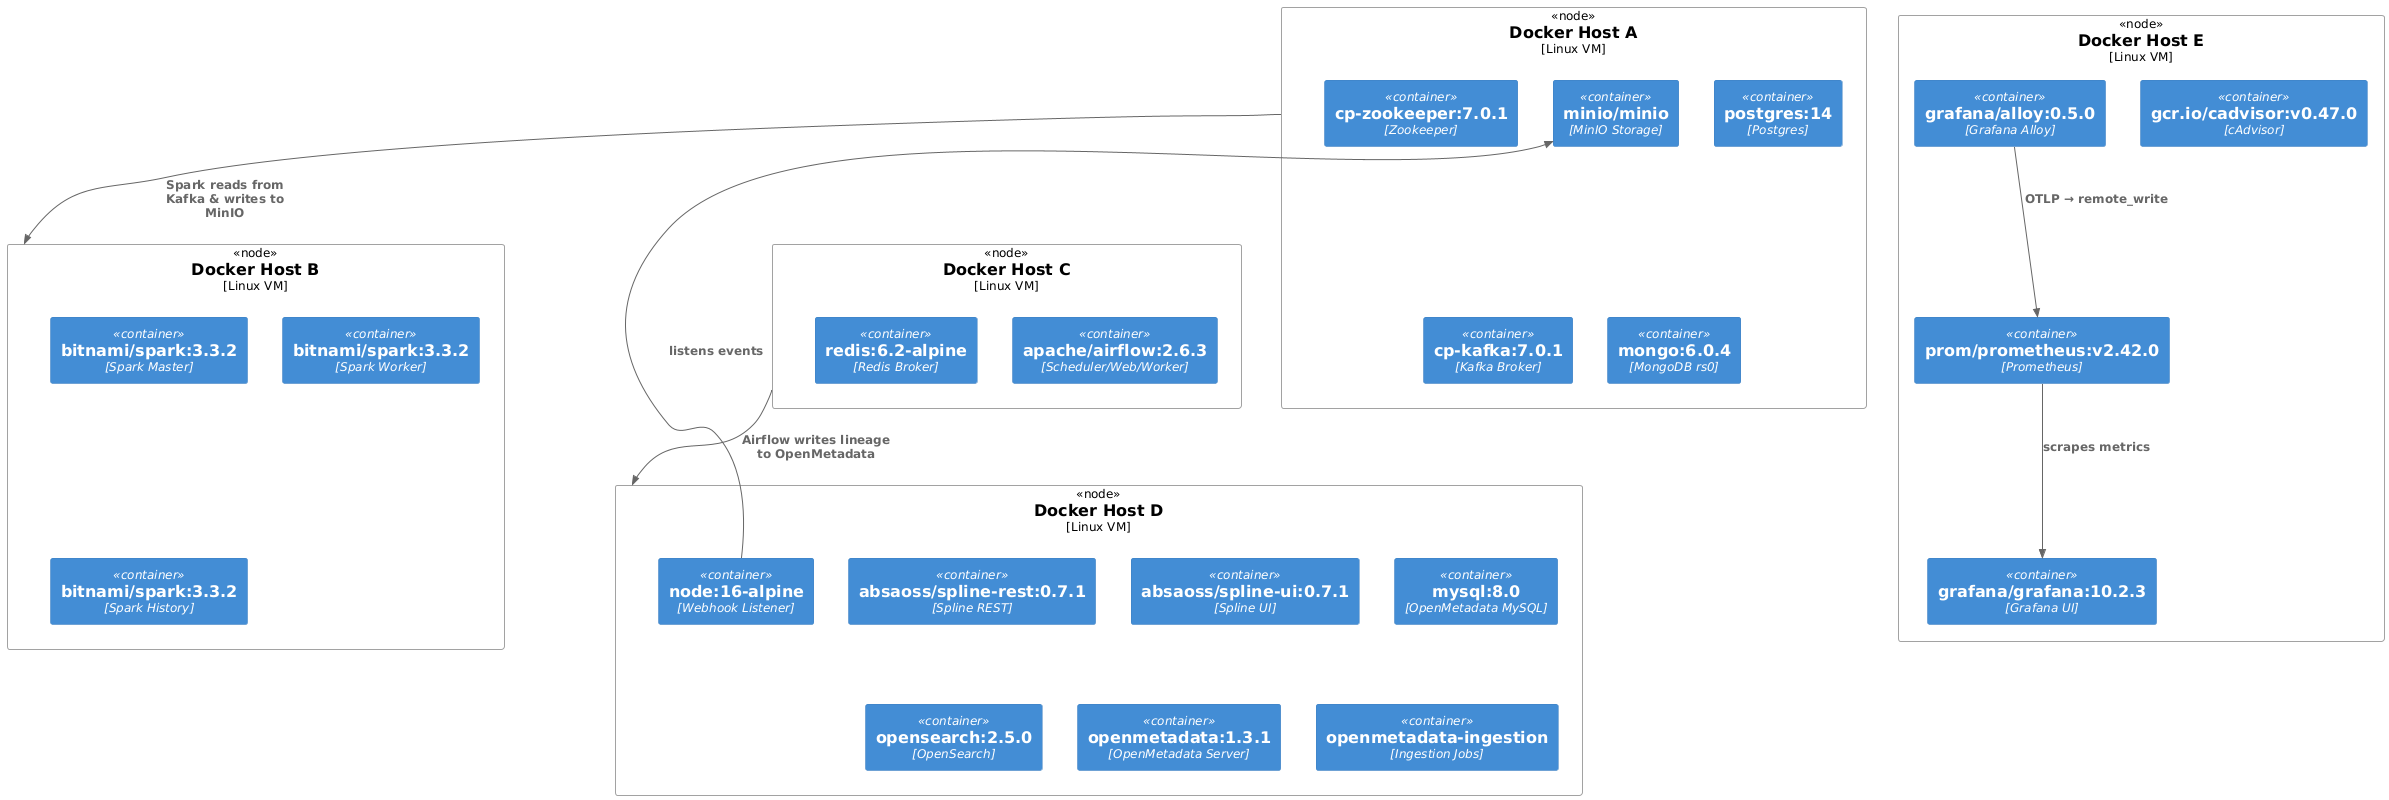 «node»
Docker Host A
[Linux VM]
«container»
cp-zookeeper:7.0.1
[Zookeeper]
«container»
minio/minio
[MinIO Storage]
«container»
postgres:14
[Postgres]
«container»
cp-kafka:7.0.1
[Kafka Broker]
«container»
mongo:6.0.4
[MongoDB rs0]
«node»
Docker Host E
[Linux VM]
«container»
grafana/alloy:0.5.0
[Grafana Alloy]
«container»
gcr.io/cadvisor:v0.47.0
[cAdvisor]
OTLP → remote_write
«container»
prom/prometheus:v2.42.0
[Prometheus]
scrapes metrics
«container»
grafana/grafana:10.2.3
[Grafana UI]
Spark reads from
Kafka & writes to
MinIO
«node»
Docker Host B
[Linux VM]
«container»
bitnami/spark:3.3.2
[Spark Master]
«container»
bitnami/spark:3.3.2
[Spark Worker]
«container»
bitnami/spark:3.3.2
[Spark History]
listens events
«node»
Docker Host C
[Linux VM]
«container»
redis:6.2-alpine
[Redis Broker]
«container»
apache/airflow:2.6.3
[Scheduler/Web/Worker]
Airflow writes lineage
to OpenMetadata
«node»
Docker Host D
[Linux VM]
«container»
node:16-alpine
[Webhook Listener]
«container»
absaoss/spline-rest:0.7.1
[Spline REST]
«container»
absaoss/spline-ui:0.7.1
[Spline UI]
«container»
mysql:8.0
[OpenMetadata MySQL]
«container»
opensearch:2.5.0
[OpenSearch]
«container»
openmetadata:1.3.1
[OpenMetadata Server]
«container»
openmetadata-ingestion
[Ingestion Jobs]